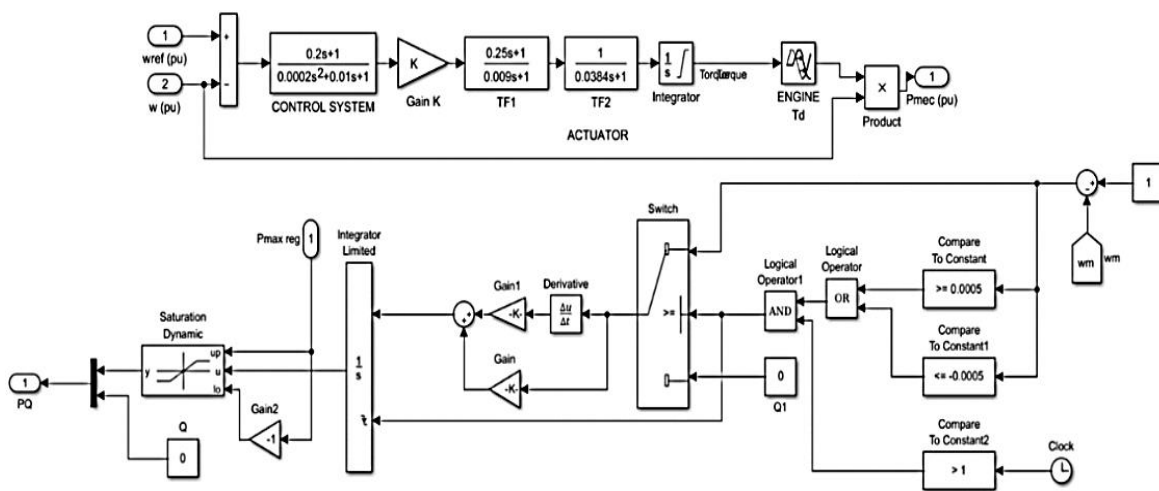 1
wref (pu)
2
w (pu)
+
-
0.2s+1
0.0002s²+0.01s+1
CONTROL SYSTEM
K
Gain K
0.25s+1
0.009s+1
TF1
1
0.0384s+1
TF2
1
s
Integrator
ENGINE
Td
×
Product
1
Pmec (pu)
ACTUATOR
1
wm
wm
Compare
To Constant
>= 0.0005
Compare
To Constant1
<= -0.0005
Compare
To Constant2
> 1
Clock
Logical
Operator
OR
Logical
Operator1
AND
Switch
>=
0
Q1
Derivative
Δu
Δt
Gain1
-K-
Gain
-K-
+
+
Integrator
Limited
1
s
Pmax reg
1
Saturation
Dynamic
up
u
lo
y
Gain2
-1
Q
0
1
PQ